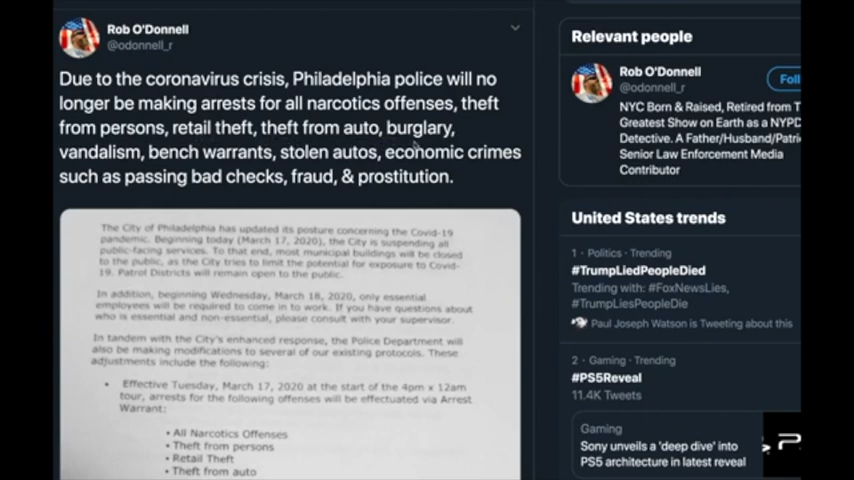 Rob O'Donnell
@odonnell_r
Due to the coronavirus crisis, Philadelphia police will no
longer be making arrests for all narcotics offenses, theft
from persons, retail theft, theft from auto, burglary,
vandalism, bench warrants, stolen autos, economic crimes
such as passing bad checks, fraud, & prostitution.
The City of Philadelphia has updated its posture concerning the Covid-19
pandemic. Beginning today (March 17, 2020), the City is suspending all
public-facing services. To that end, most municipal buildings will be closed
to the public, as the City tries to limit the potential for exposure to Covid-
19. Patrol Districts will remain open to the public.
In addition, beginning Wednesday, March 18, 2020, only essential
employees will be required to come in to work. If you have questions about
who is essential and non-essential, please consult with your supervisor.
In tandem with the City's enhanced response, the Police Department will
also be making modifications to several of our existing protocols. These
adjustments include the following:
• Effective Tuesday, March 17, 2020 at the start of the 4pm x 12am
tour, arrests for the following offenses will be effectuated via Arrest
Warrant:
• All Narcotics Offenses
• Theft from persons
• Retail Theft
• Theft from auto
Relevant people
Rob O'Donnell
@odonnell_r
Foll
NYC Born & Raised, Retired from T
Greatest Show on Earth as a NYPD
Detective. A Father/Husband/Patri
Senior Law Enforcement Media
Contributor
United States trends
1 · Politics · Trending
#TrumpLiedPeopleDied
Trending with: #FoxNewsLies,
#TrumpLiesPeopleDie
Paul Joseph Watson is Tweeting about this
2 · Gaming · Trending
#PS5Reveal
11.4K Tweets
Gaming
Sony unveils a 'deep dive' into
PS5 architecture in latest reveal